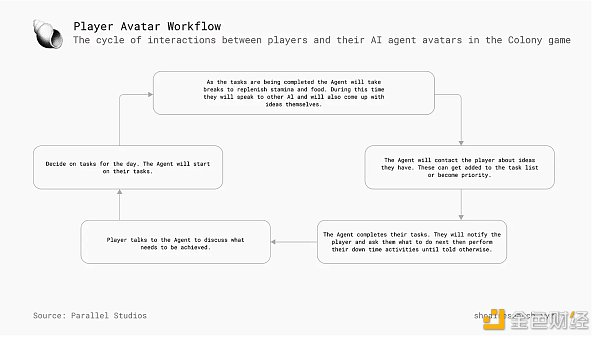 Player Avatar Workflow
The cycle of interactions between players and their AI agent avatars in the Colony game
As the tasks are being completed the Agent will take
breaks to replenish stamina and food. During this time
they will speak to other Al and will also come up with
ideas themselves.
Decide on tasks for the day. The Agent will start
on their tasks.
The Agent will contact the player about ideas
they have. These can get added to the task list
or become priority.
Player talks to the Agent to discuss what
needs to be achieved.
The Agent completes their tasks. They will notify the
player and ask them what to do next then perform
their down time activities until told otherwise.
Source: Parallel Studios
金色财经